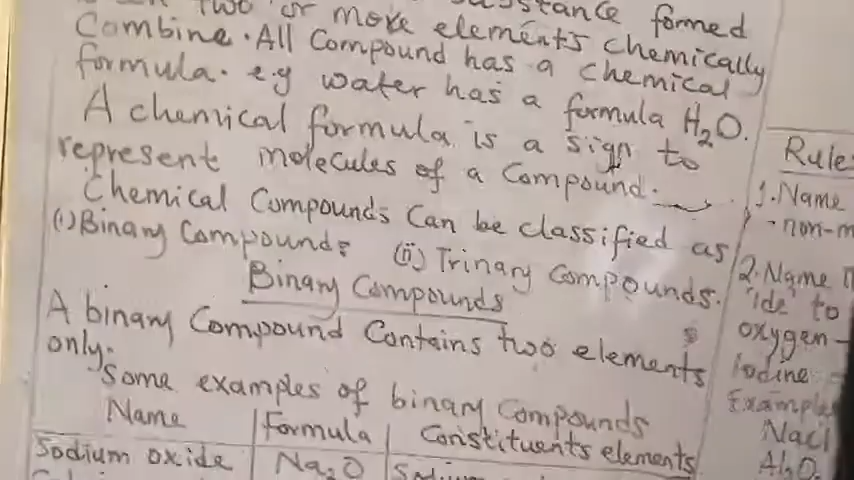 two or more elements chemically
Combine. All Compound has a chemical
formula. e.g water has a formula H₂O.
A chemical formula is a sign to
represent molecules of a Compound.
Chemical Compounds Can be classified as
(i) Binary Compounds (ii) Trinary Compounds.
Binary Compounds
A binary Compound Contains two elements
only.
Some examples of binary Compounds
Name Formula Constituents elements
Sodium oxide Na₂O
Rule
1. Name
non-m
2. Name
'ide' to
oxygen -
Iodine
Examples
NaCl
Al₂O